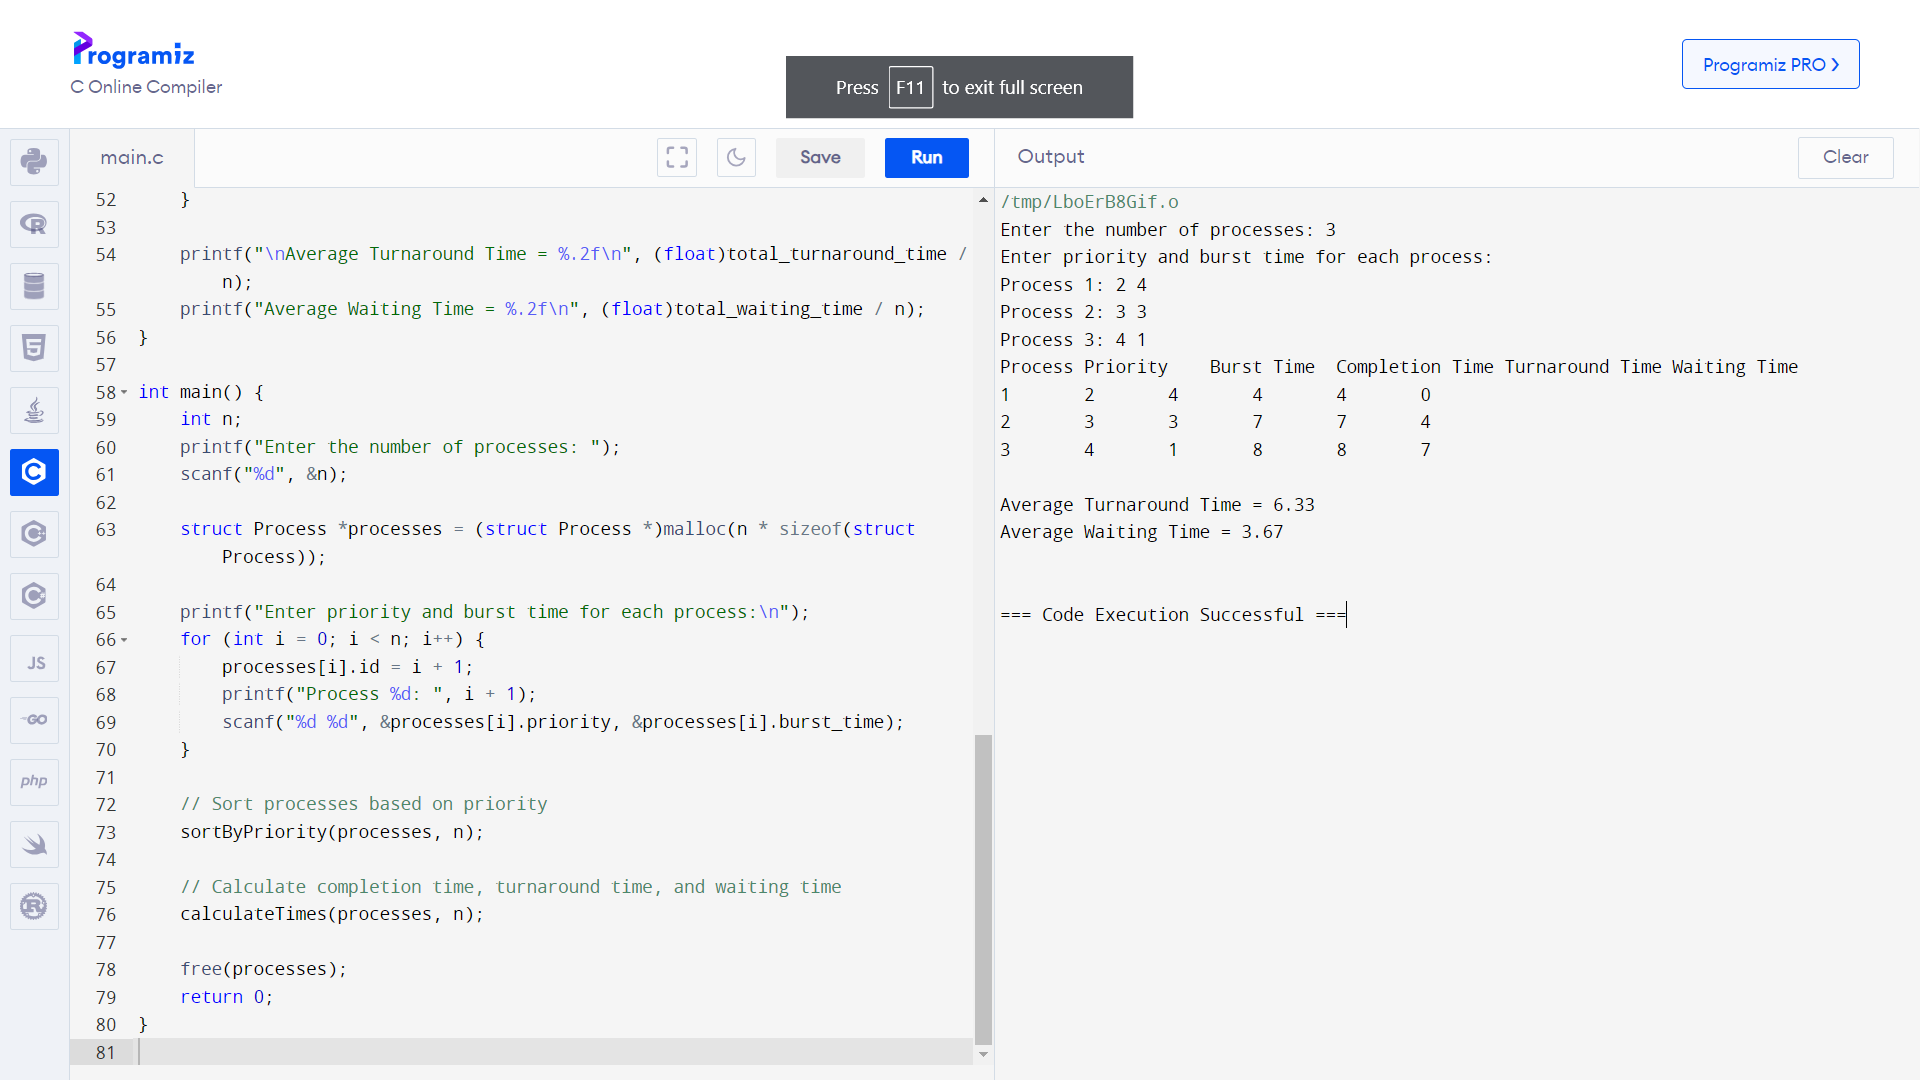 Programiz
C Online Compiler
Press F11 to exit full screen
Programiz PRO >
main.c
Save
Run
Output
Clear
52     }
53
54     printf("\nAverage Turnaround Time = %.2f\n", (float)total_turnaround_time /
        n);
55     printf("Average Waiting Time = %.2f\n", (float)total_waiting_time / n);
56 }
57
58 int main() {
59     int n;
60     printf("Enter the number of processes: ");
61     scanf("%d", &n);
62
63     struct Process *processes = (struct Process *)malloc(n * sizeof(struct
        Process));
64
65     printf("Enter priority and burst time for each process:\n");
66     for (int i = 0; i < n; i++) {
67         processes[i].id = i + 1;
68         printf("Process %d: ", i + 1);
69         scanf("%d %d", &processes[i].priority, &processes[i].burst_time);
70     }
71
72     // Sort processes based on priority
73     sortByPriority(processes, n);
74
75     // Calculate completion time, turnaround time, and waiting time
76     calculateTimes(processes, n);
77
78     free(processes);
79     return 0;
80 }
81
/tmp/LboErB8Gif.o
Enter the number of processes: 3
Enter priority and burst time for each process:
Process 1: 2 4
Process 2: 3 3
Process 3: 4 1
Process Priority    Burst Time  Completion Time Turnaround Time Waiting Time
1       2       4       4       4       0
2       3       3       7       7       4
3       4       1       8       8       7
Average Turnaround Time = 6.33
Average Waiting Time = 3.67
=== Code Execution Successful ===
JS
GO
php